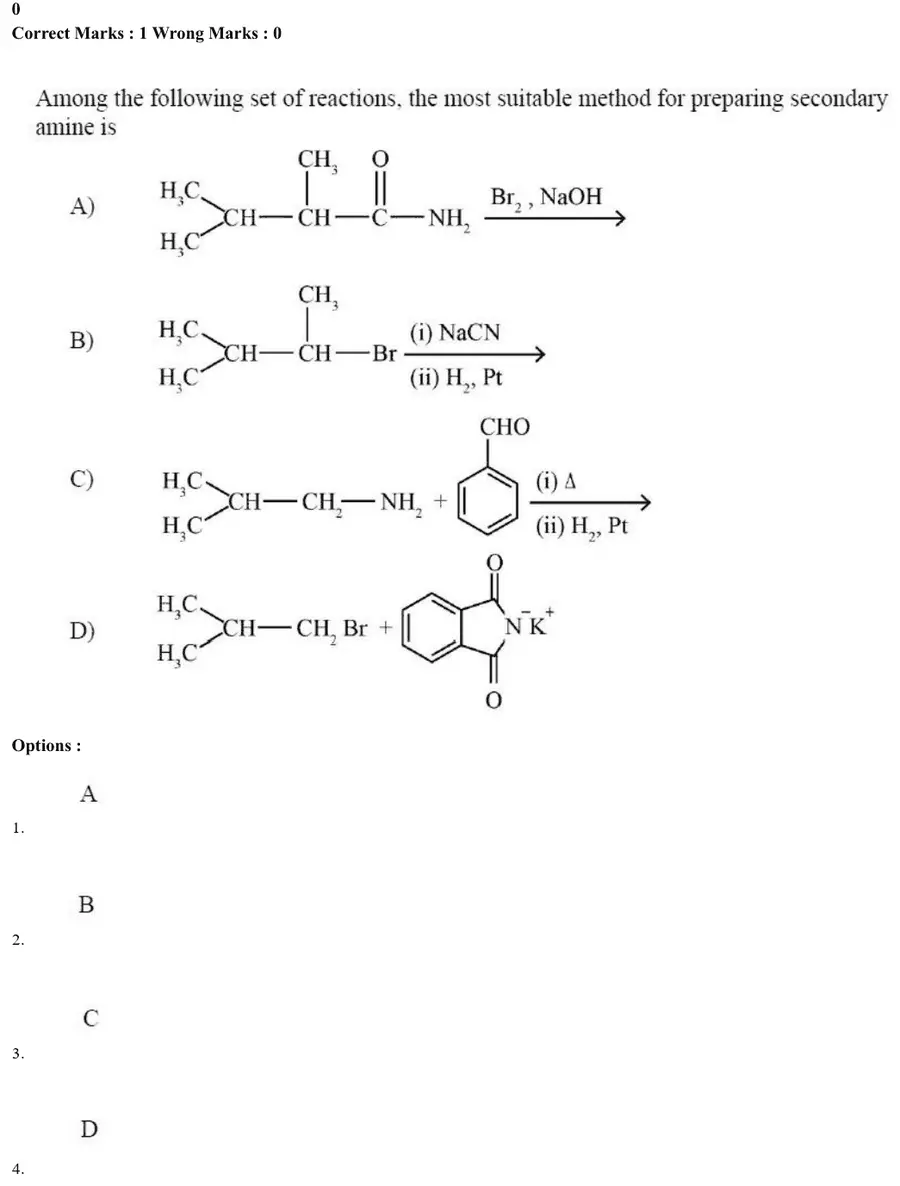 0
Correct Marks : 1 Wrong Marks : 0
Among the following set of reactions, the most suitable method for preparing secondary
amine is
A)
CH₃ O
H₃C
CH—CH—C—NH₂
H₃C
Br₂ , NaOH
B)
CH₃
H₃C
CH—CH—Br
H₃C
(i) NaCN
(ii) H₂, Pt
C)
CHO
H₃C
CH—CH₂—NH₂ +
H₃C
(i) Δ
(ii) H₂, Pt
D)
O
H₃C
CH—CH₂ Br +
H₃C
N⁻K⁺
O
Options :
A
1.
B
2.
C
3.
D
4.